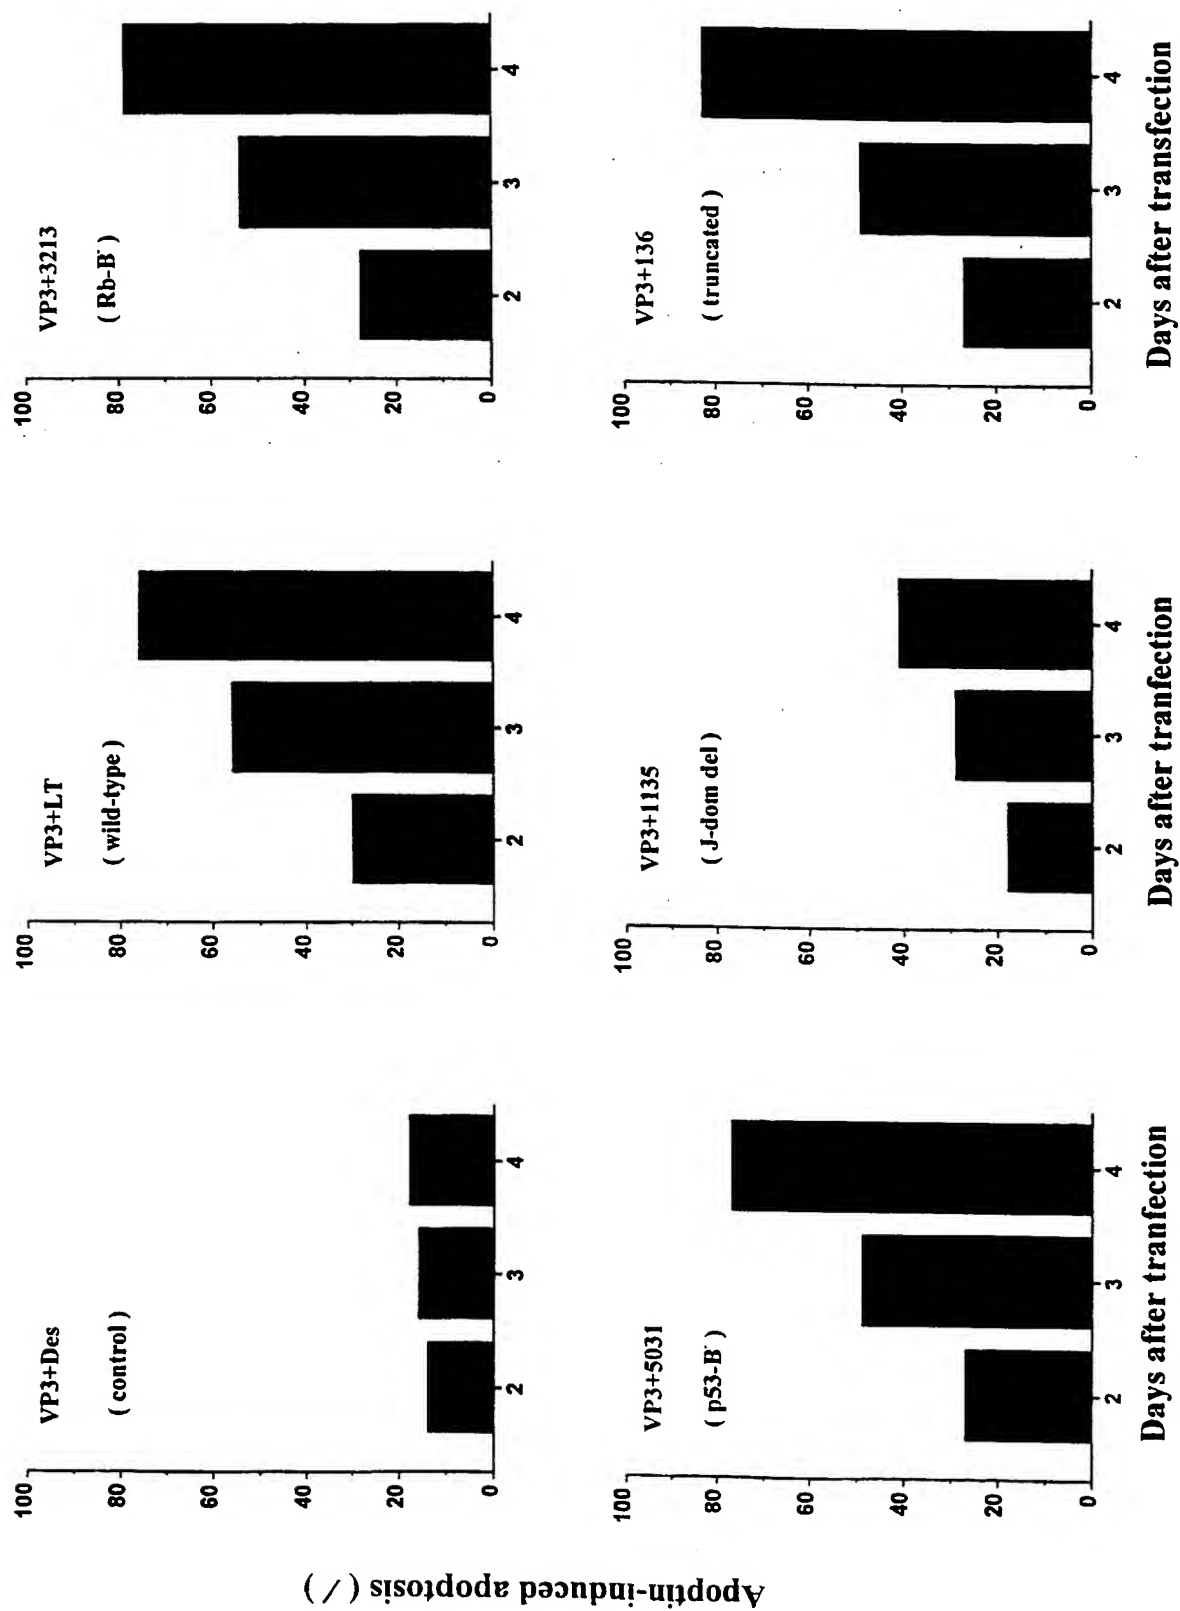 Apoptin-induced apoptosis ( / )
VP3+Des
( control )
100
80
60
40
20
0
2 3 4
VP3+LT
( wild-type )
100
80
60
40
20
0
2 3 4
VP3+3213
( Rb-B- )
100
80
60
40
20
0
2 3 4
VP3+5031
( p53-B- )
100
80
60
40
20
0
2 3 4
Days after tranfection
VP3+1135
( J-dom del )
100
80
60
40
20
0
2 3 4
Days after tranfection
VP3+136
( truncated )
100
80
60
40
20
0
2 3 4
Days after transfection